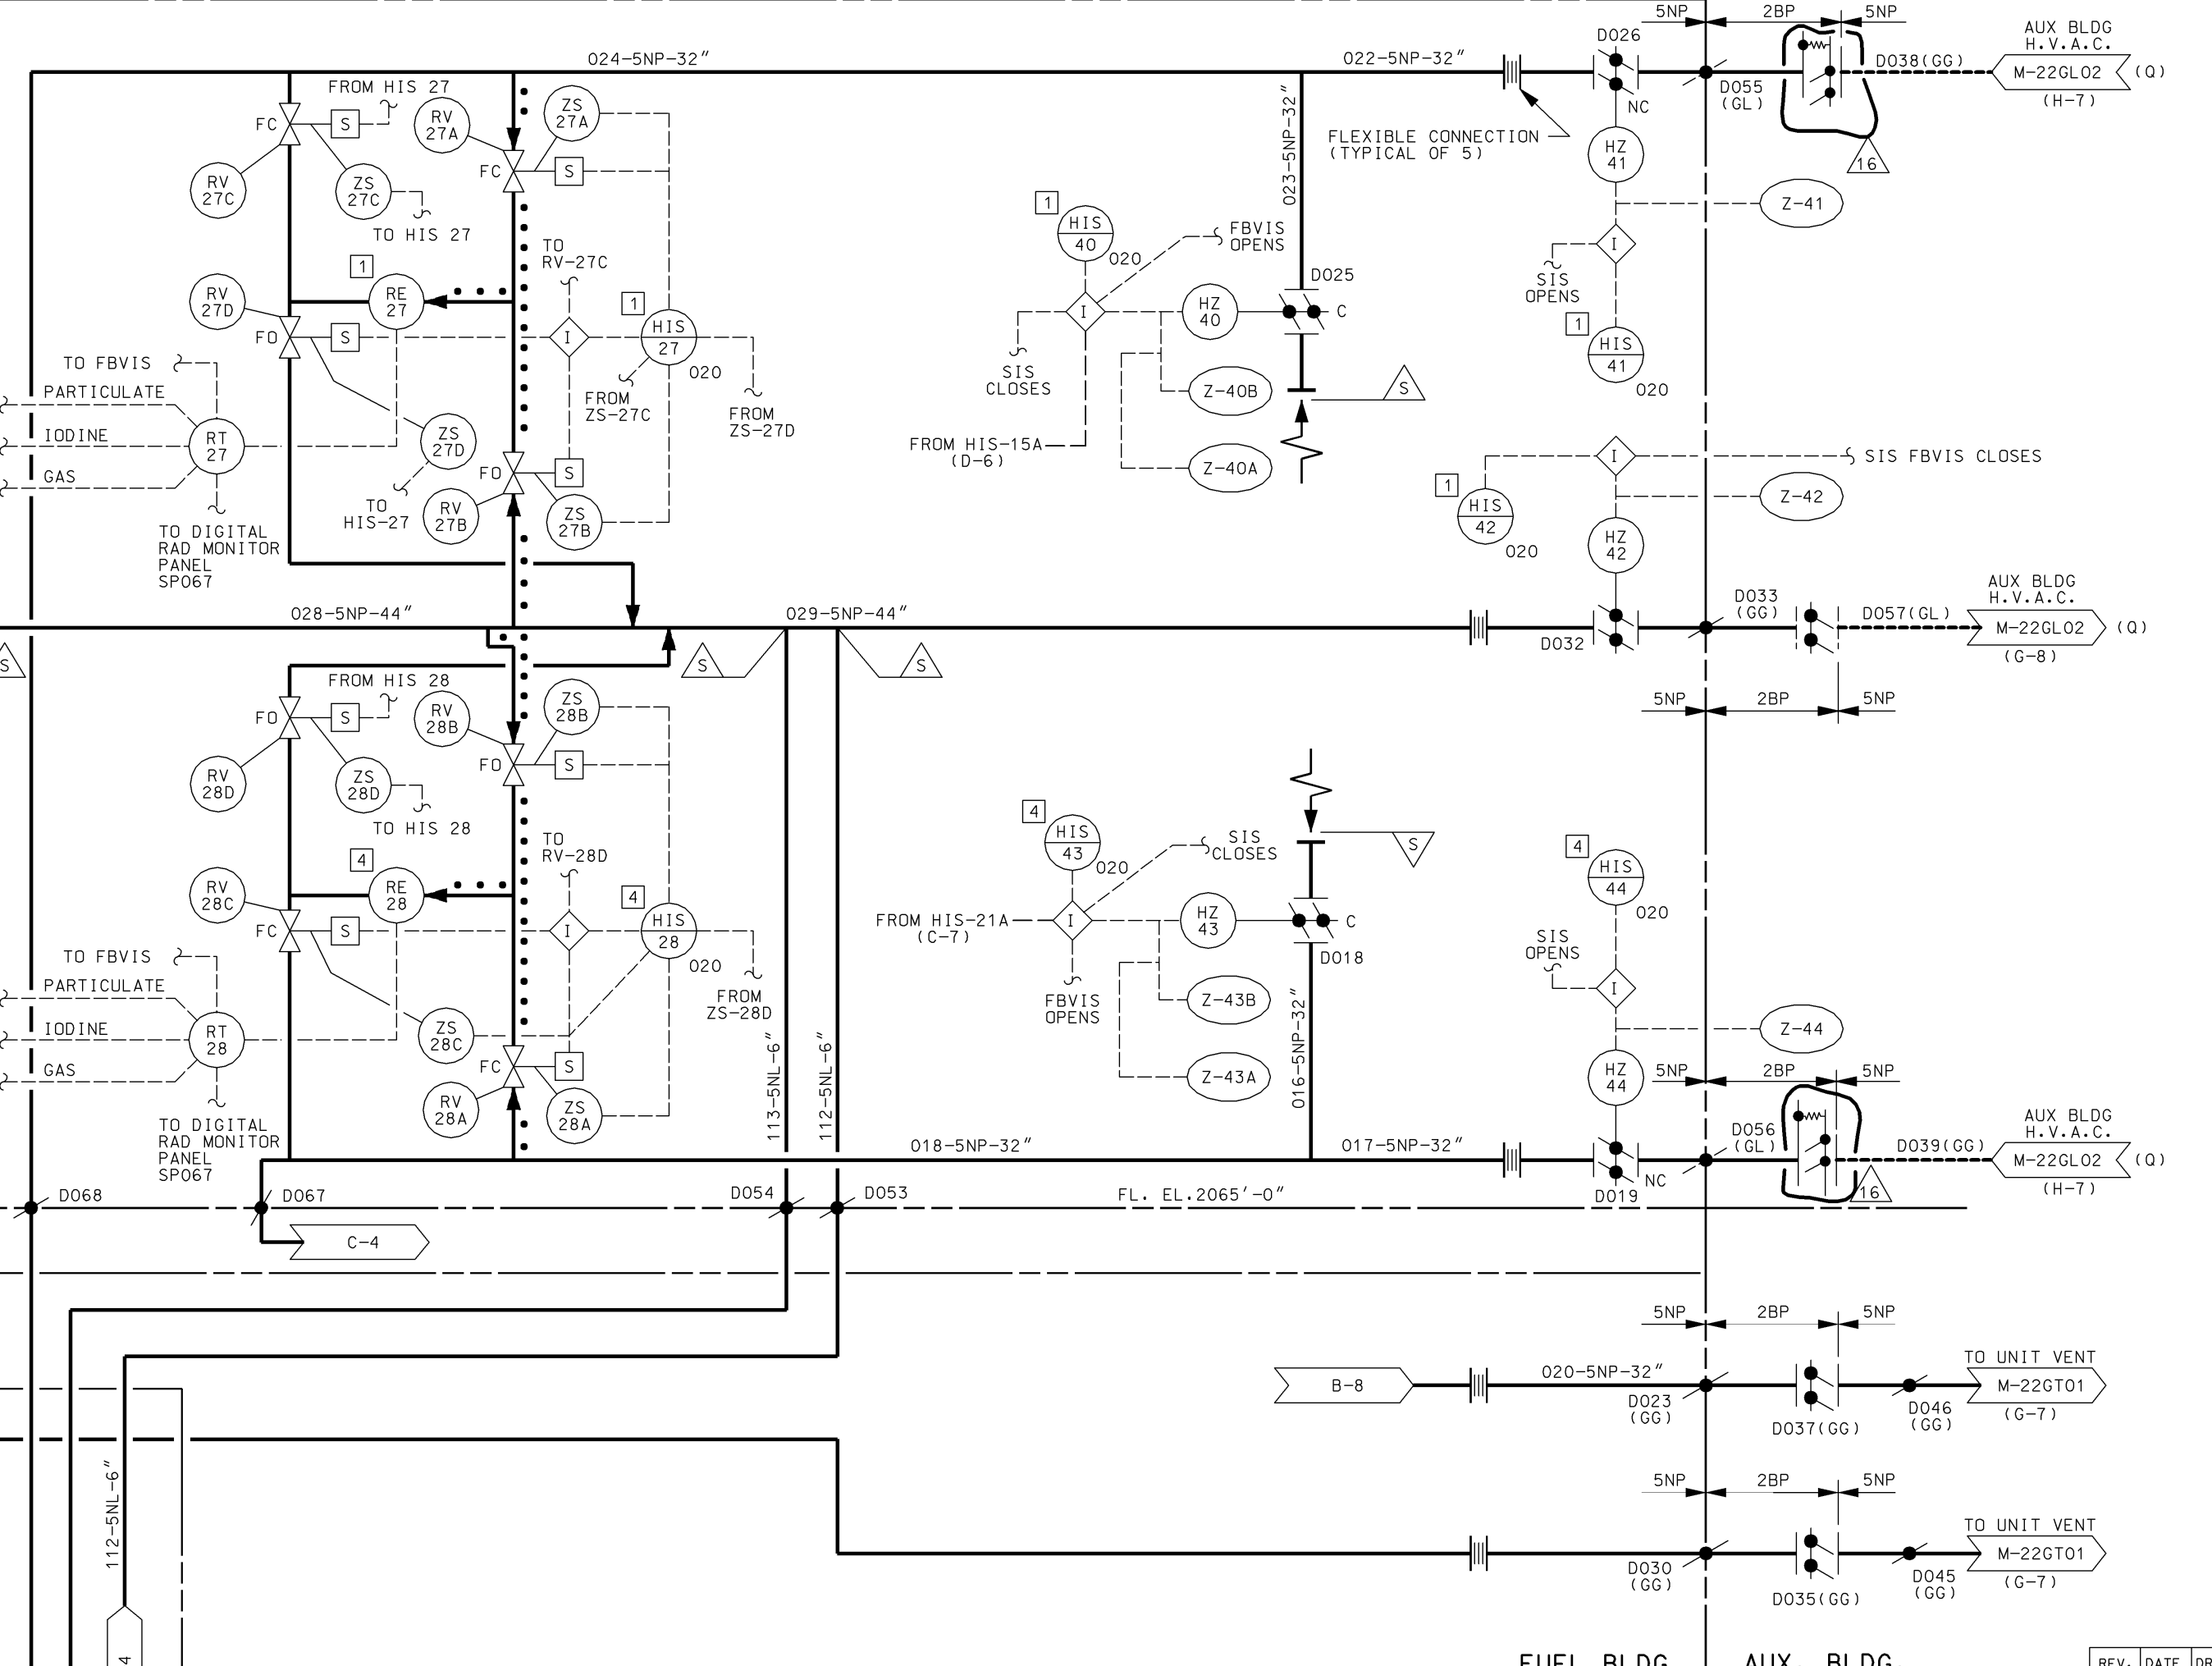 5NP
2BP
5NP
AUX BLDG
H.V.A.C.
M-22GL02
(Q)
(H-7)
024-5NP-32"
022-5NP-32"
D026
NC
D055
(GL)
D038(GG)
16
FLEXIBLE CONNECTION
(TYPICAL OF 5)
023-5NP-32"
HZ
41
Z-41
I
SIS
OPENS
1
HIS
41
020
FROM HIS 27
FC
S
RV
27A
ZS
27A
RV
27C
ZS
27C
FC
S
TO HIS 27
1
HIS
40
020
FBVIS
OPENS
I
HZ
40
D025
C
SIS
CLOSES
Z-40B
S
FROM HIS-15A
(D-6)
Z-40A
TO
RV-27C
1
RE
27
RV
27D
FO
S
I
1
HIS
27
020
FROM
ZS-27C
FROM
ZS-27D
TO FBVIS
PARTICULATE
IODINE
GAS
RT
27
ZS
27D
TO
HIS-27
FO
S
RV
27B
ZS
27B
TO DIGITAL
RAD MONITOR
PANEL
SP067
I
SIS FBVIS CLOSES
1
HIS
42
020
Z-42
HZ
42
028-5NP-44"
029-5NP-44"
D032
D033
(GG)
D057(GL)
AUX BLDG
H.V.A.C.
M-22GL02
(Q)
(G-8)
5NP
2BP
5NP
S
S
S
FROM HIS 28
FO
S
RV
28B
ZS
28B
RV
28D
ZS
28D
FO
S
TO HIS 28
TO
RV-28D
4
RE
28
RV
28C
FC
S
I
4
HIS
28
020
FROM
ZS-28D
TO FBVIS
PARTICULATE
IODINE
GAS
RT
28
ZS
28C
FC
S
RV
28A
ZS
28A
TO DIGITAL
RAD MONITOR
PANEL
SP067
113-5NL-6"
112-5NL-6"
4
HIS
43
020
SIS
CLOSES
S
FROM HIS-21A
(C-7)
I
HZ
43
C
D018
FBVIS
OPENS
Z-43B
Z-43A
016-5NP-32"
4
HIS
44
020
SIS
OPENS
I
Z-44
HZ
44
5NP
2BP
5NP
018-5NP-32"
017-5NP-32"
D019
NC
D056
(GL)
D039(GG)
16
AUX BLDG
H.V.A.C.
M-22GL02
(Q)
(H-7)
D068
D067
D054
D053
FL. EL.2065'-0"
C-4
5NP
2BP
5NP
B-8
020-5NP-32"
D023
(GG)
D037(GG)
D046
(GG)
TO UNIT VENT
M-22GT01
(G-7)
112-5NL-6"
5NP
2BP
5NP
D030
(GG)
D035(GG)
D045
(GG)
TO UNIT VENT
M-22GT01
(G-7)
4
FUEL BLDG
AUX. BLDG.
REV.
DATE
DR